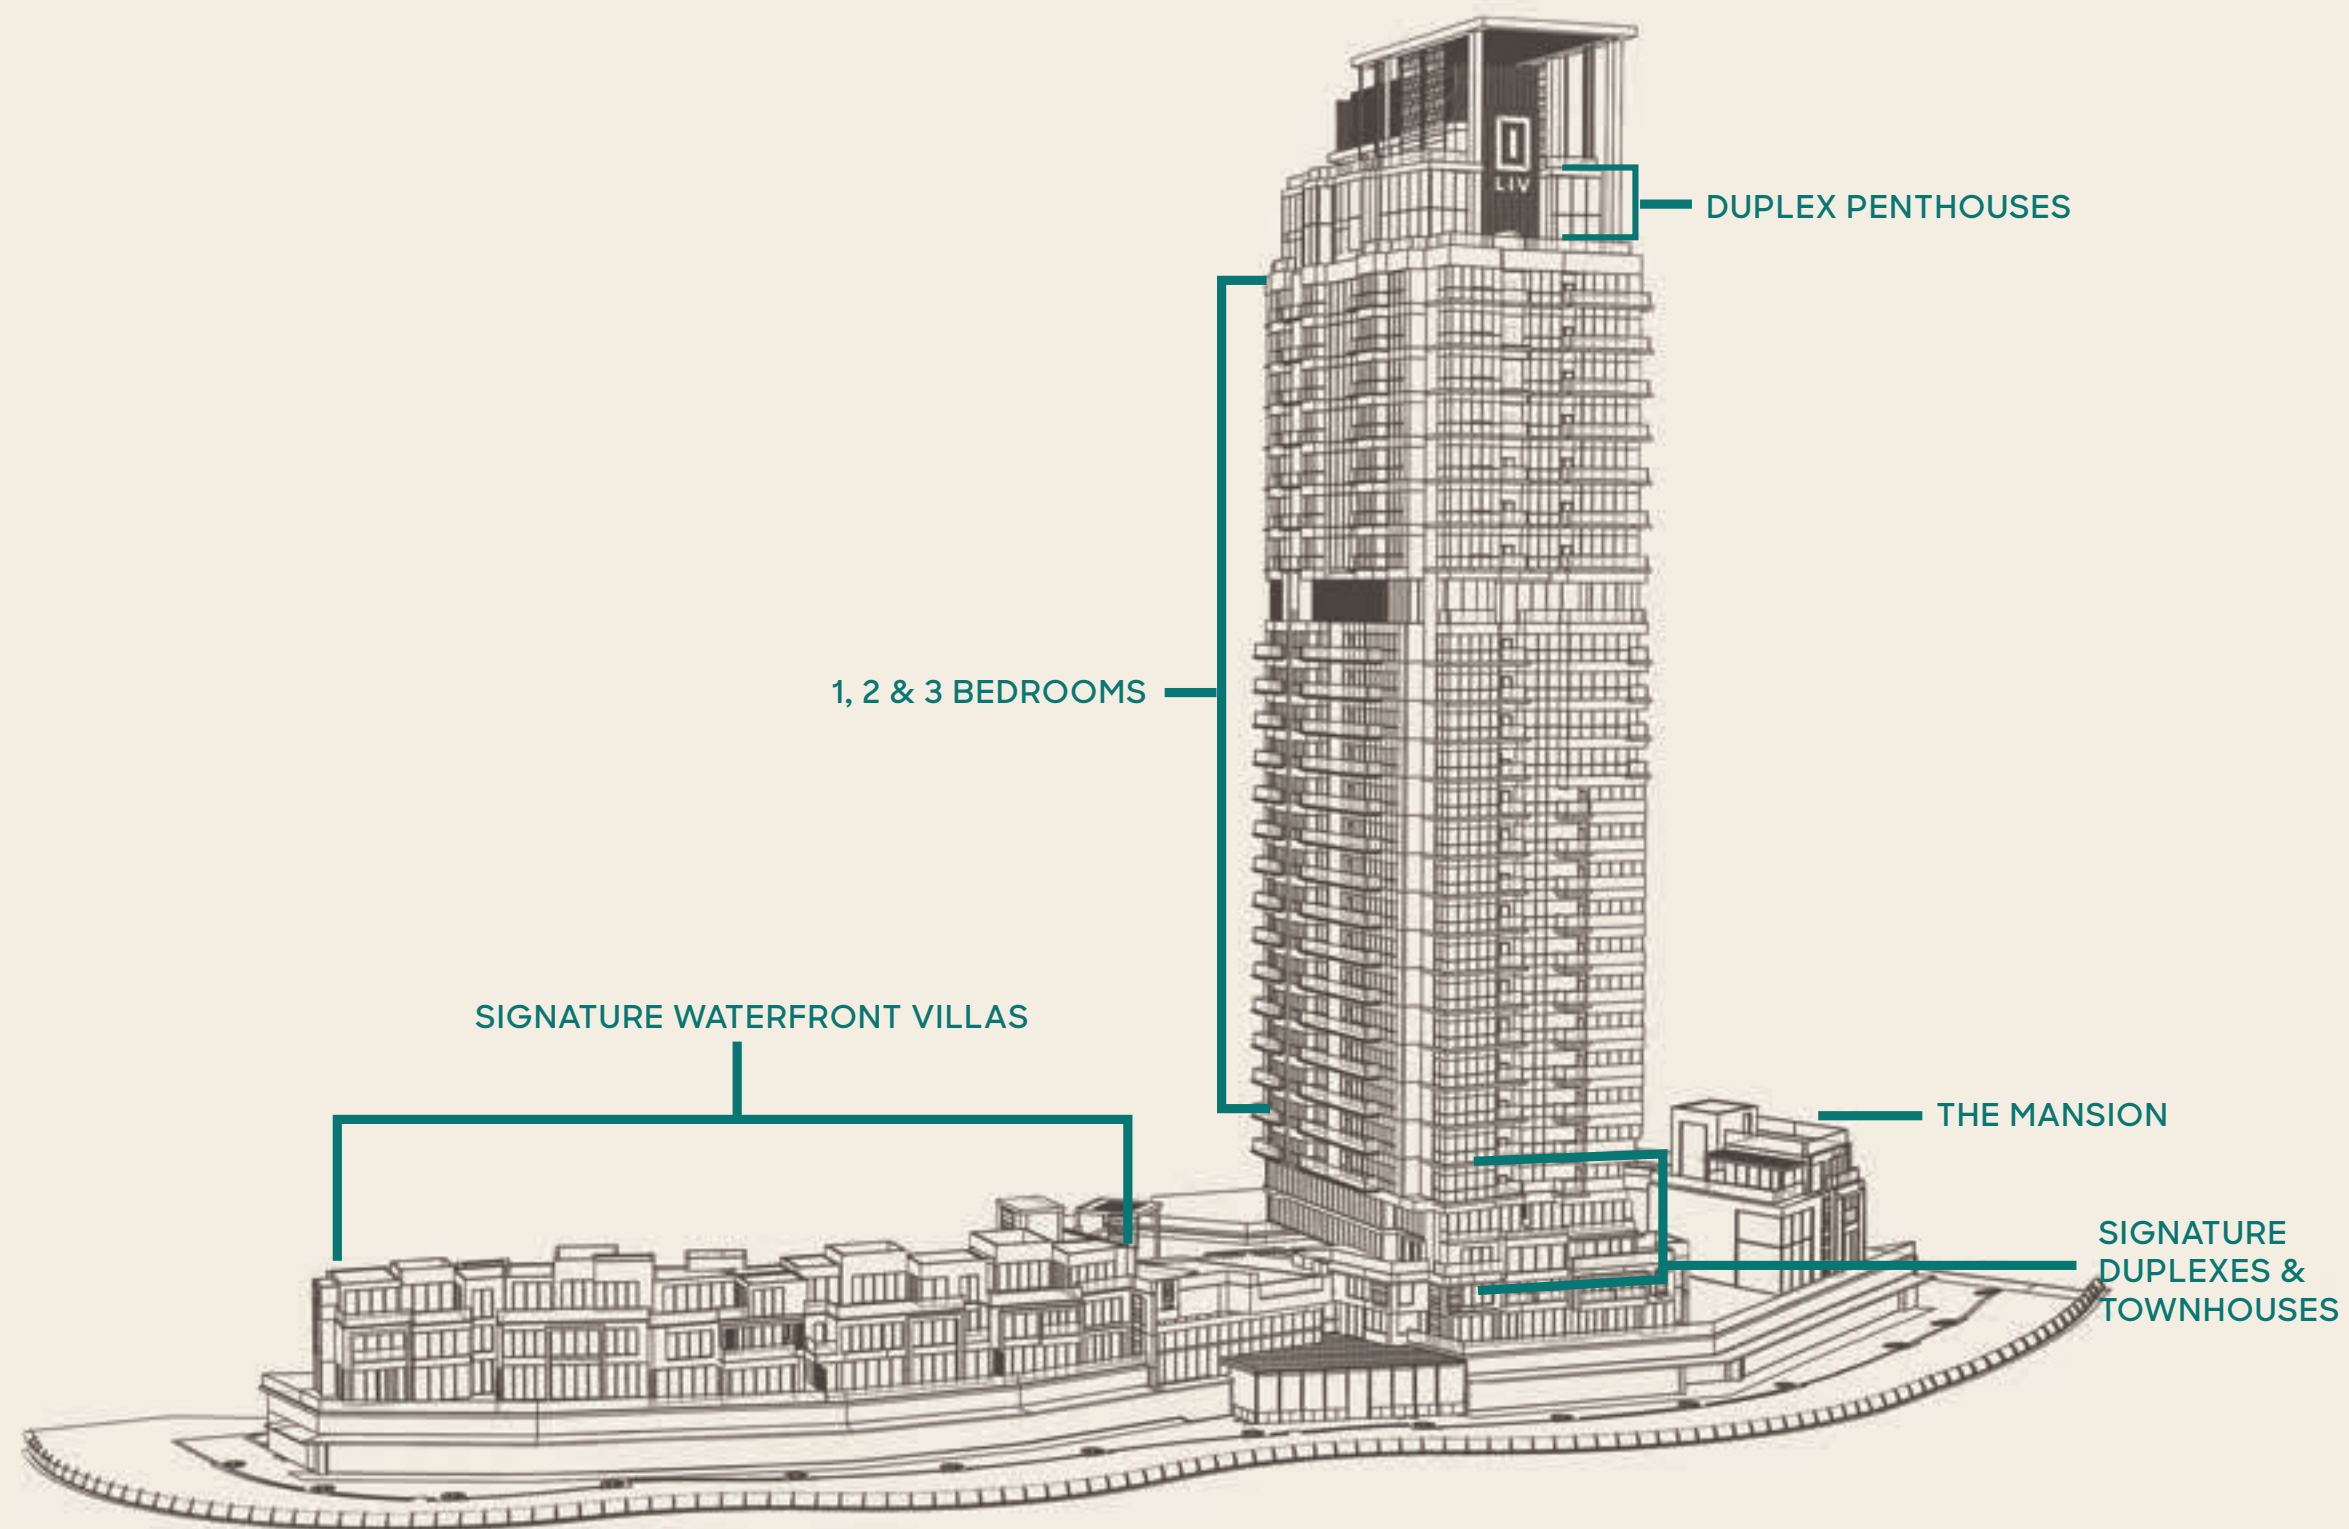 LIV
DUPLEX PENTHOUSES
1, 2 & 3 BEDROOMS
SIGNATURE WATERFRONT VILLAS
THE MANSION
SIGNATURE
DUPLEXES &
TOWNHOUSES